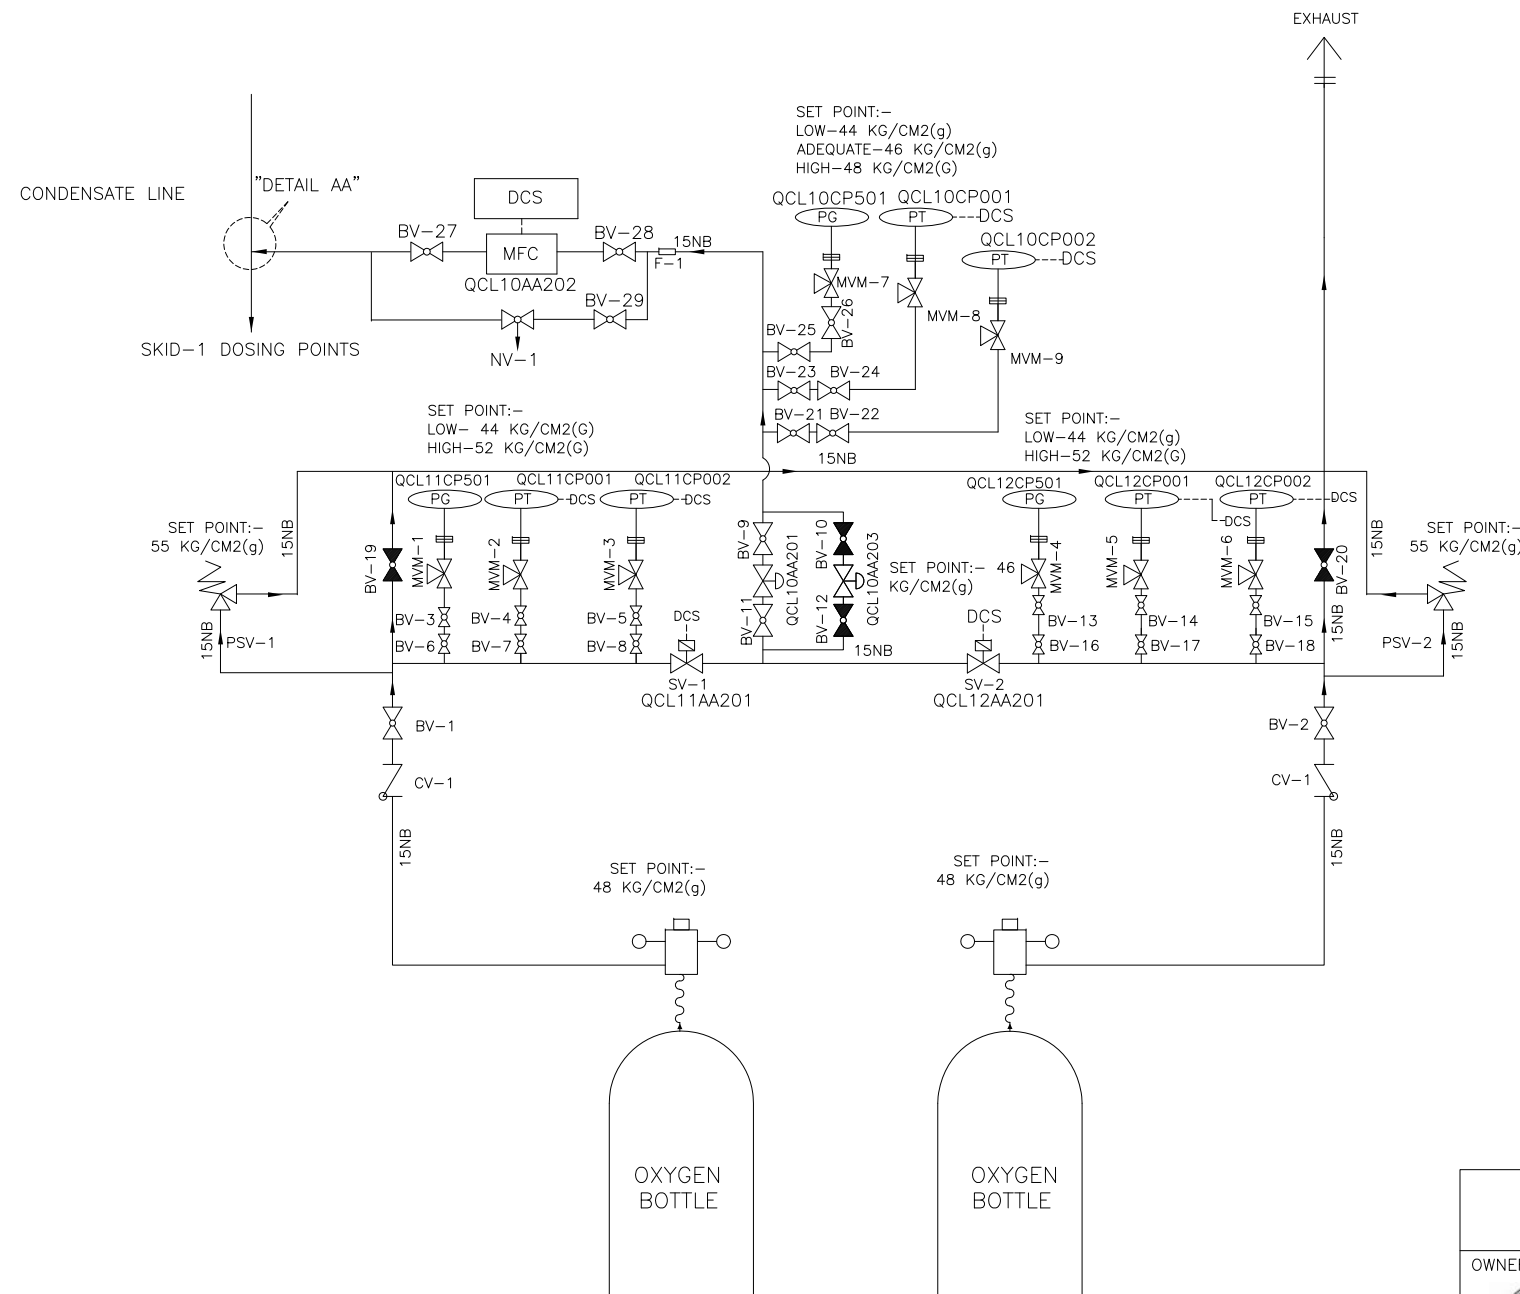 EXHAUST
SET POINT:-
LOW-44 KG/CM2(g)
ADEQUATE-46 KG/CM2(g)
HIGH-48 KG/CM2(G)
CONDENSATE LINE
"DETAIL AA"
DCS
QCL10CP501
PG
QCL10CP001
PT
DCS
QCL10CP002
PT
DCS
BV-27
MFC
BV-28
15NB
F-1
QCL10AA202
BV-29
NV-1
SKID-1 DOSING POINTS
MVM-7
BV-26
MVM-8
MVM-9
BV-25
BV-23
BV-24
BV-21
BV-22
15NB
SET POINT:-
LOW- 44 KG/CM2(G)
HIGH-52 KG/CM2(G)
SET POINT:-
LOW-44 KG/CM2(g)
HIGH-52 KG/CM2(G)
QCL11CP501
PG
QCL11CP001
PT
DCS
QCL11CP002
PT
DCS
QCL12CP501
PG
QCL12CP001
PT
DCS
QCL12CP002
PT
DCS
SET POINT:-
55 KG/CM2(g)
15NB
BV-19
MVM-1
MVM-2
MVM-3
BV-9
QCL10AA201
BV-11
BV-10
QCL10AA203
BV-12
SET POINT:- 46
KG/CM2(g)
MVM-4
MVM-5
MVM-6
BV-20
15NB
15NB
SET POINT:-
55 KG/CM2(g)
15NB
PSV-1
BV-3
BV-6
BV-4
BV-7
BV-5
BV-8
DCS
SV-1
QCL11AA201
15NB
DCS
SV-2
QCL12AA201
BV-13
BV-16
BV-14
BV-17
BV-15
BV-18
PSV-2
15NB
BV-1
CV-1
15NB
BV-2
CV-1
15NB
SET POINT:-
48 KG/CM2(g)
SET POINT:-
48 KG/CM2(g)
OXYGEN
BOTTLE
OXYGEN
BOTTLE